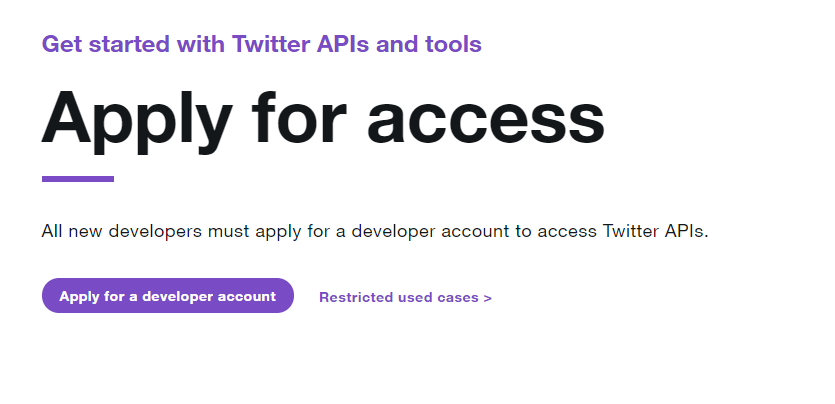 Get started with Twitter APIs and tools
Apply for access
All new developers must apply for a developer account to access Twitter APIs.
Apply for a developer account
Restricted used cases >